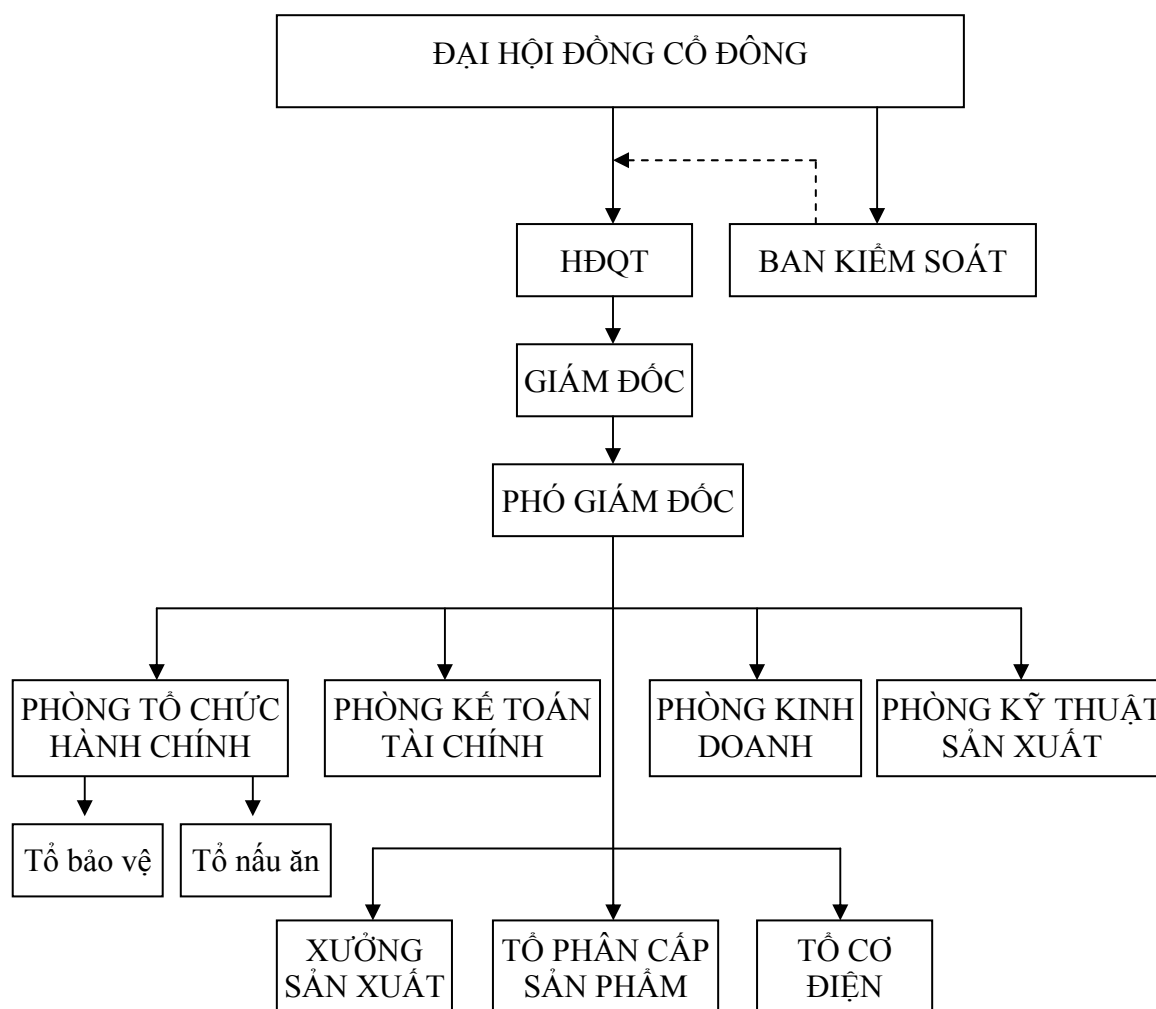 ĐẠI HỘI ĐỒNG CỔ ĐÔNG
HĐQT
BAN KIỂM SOÁT
GIÁM ĐỐC
PHÓ GIÁM ĐỐC
PHÒNG TỔ CHỨC
HÀNH CHÍNH
PHÒNG KẾ TOÁN
TÀI CHÍNH
PHÒNG KINH
DOANH
PHÒNG KỸ THUẬT
SẢN XUẤT
Tổ bảo vệ
Tổ nấu ăn
XƯỞNG
SẢN XUẤT
TỔ PHÂN CẤP
SẢN PHẨM
TỔ CƠ
ĐIỆN